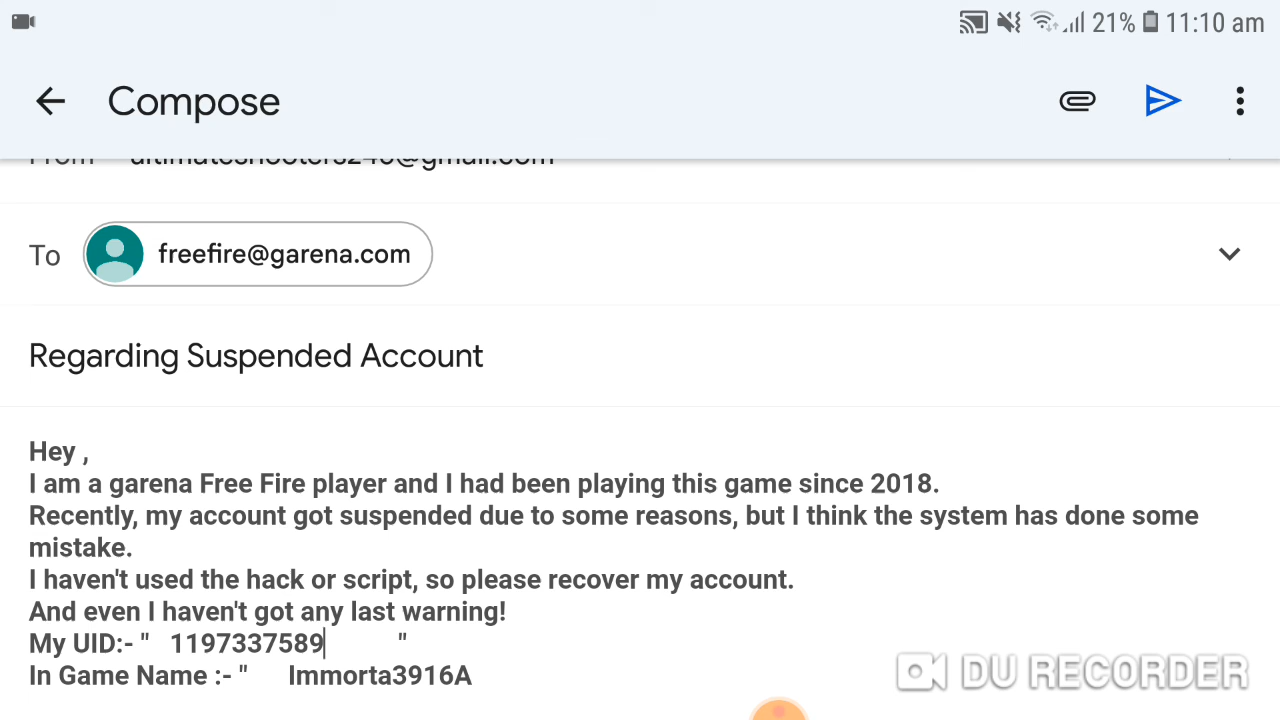 21% 11:10 am
Compose
From
To freefire@garena.com
Regarding Suspended Account
Hey ,
I am a garena Free Fire player and I had been playing this game since 2018.
Recently, my account got suspended due to some reasons, but I think the system has done some
mistake.
I haven't used the hack or script, so please recover my account.
And even I haven't got any last warning!
My UID:- " 1197337589 "
In Game Name :- " Immorta3916A
DU RECORDER